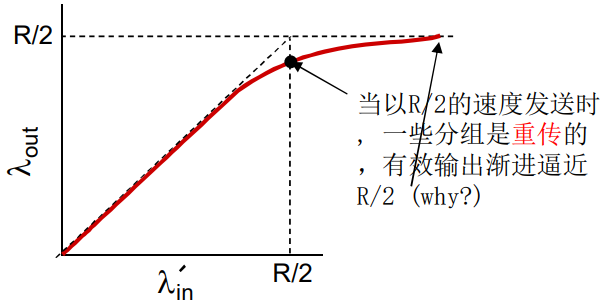 R/2
λout
当以R/2的速度发送时
，一些分组是重传的
，有效输出渐进逼近
R/2 (why?)
R/2
λ´in